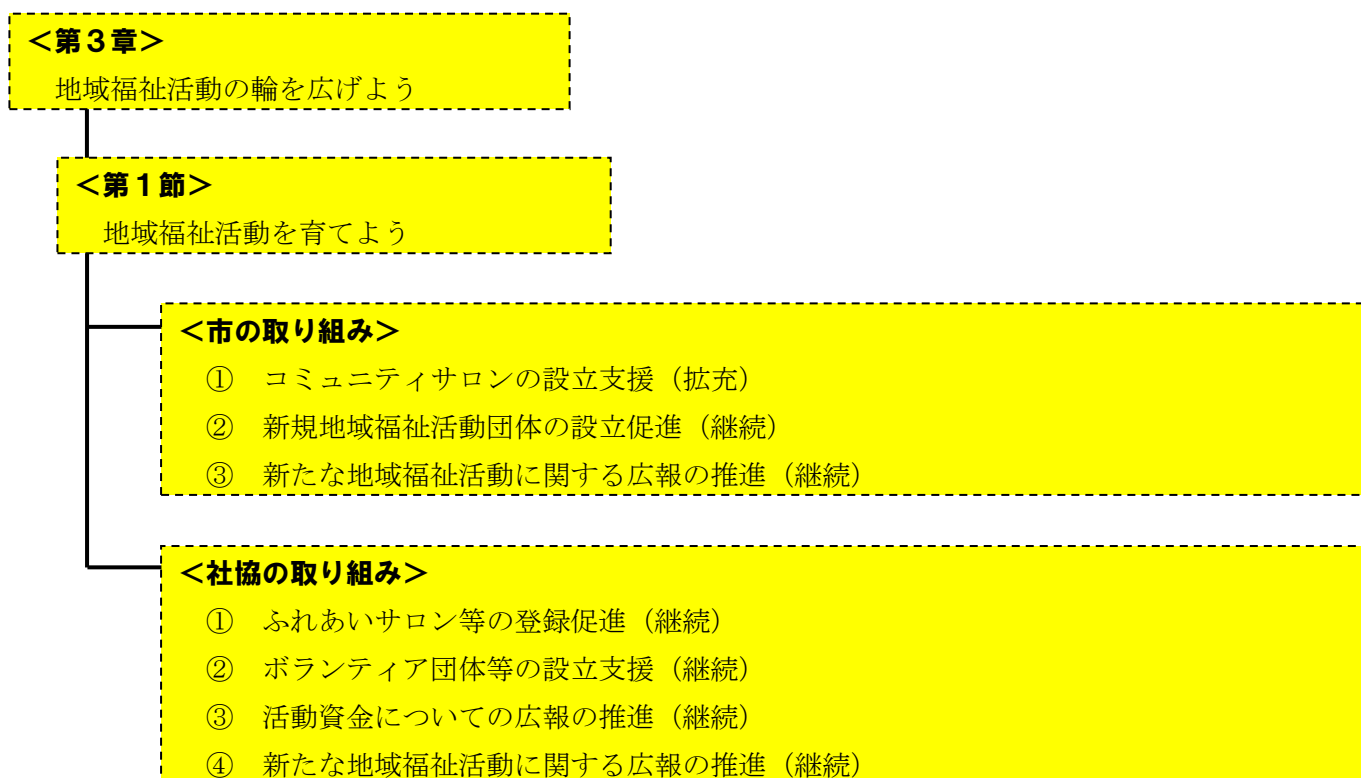 ＜第３章＞
地域福祉活動の輪を広げよう
＜第１節＞
地域福祉活動を育てよう
＜市の取り組み＞
①　コミュニティサロンの設立支援（拡充）
②　新規地域福祉活動団体の設立促進（継続）
③　新たな地域福祉活動に関する広報の推進（継続）
＜社協の取り組み＞
①　ふれあいサロン等の登録促進（継続）
②　ボランティア団体等の設立支援（継続）
③　活動資金についての広報の推進（継続）
④　新たな地域福祉活動に関する広報の推進（継続）